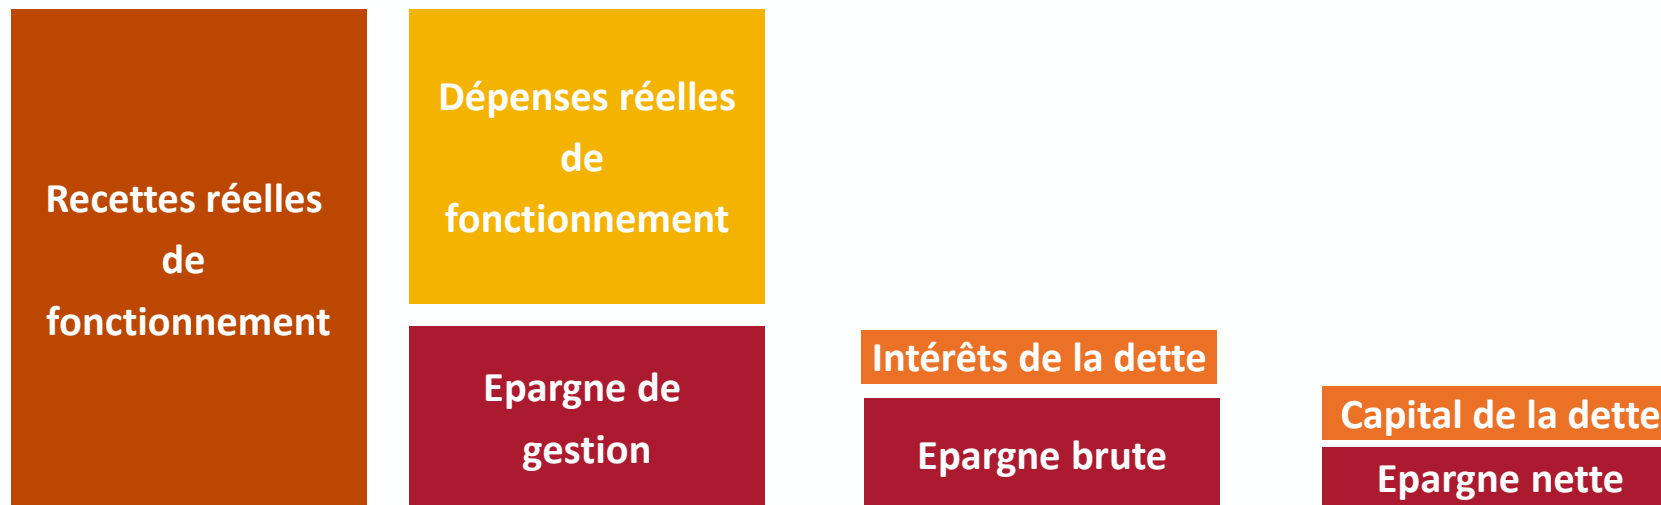 Recettes réelles
de
fonctionnement
Dépenses réelles
de
fonctionnement
Epargne de
gestion
Intérêts de la dette
Epargne brute
Capital de la dette
Epargne nette